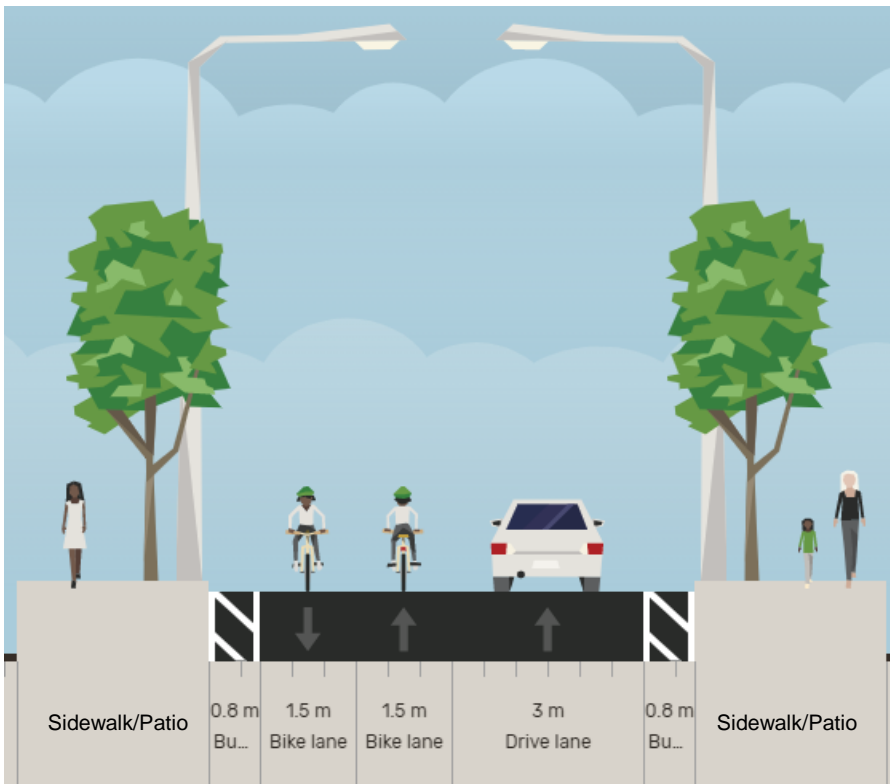 Sidewalk/Patio
0.8 m
Bu...
1.5 m
Bike lane
1.5 m
Bike lane
3 m
Drive lane
0.8 m
Bu...
Sidewalk/Patio